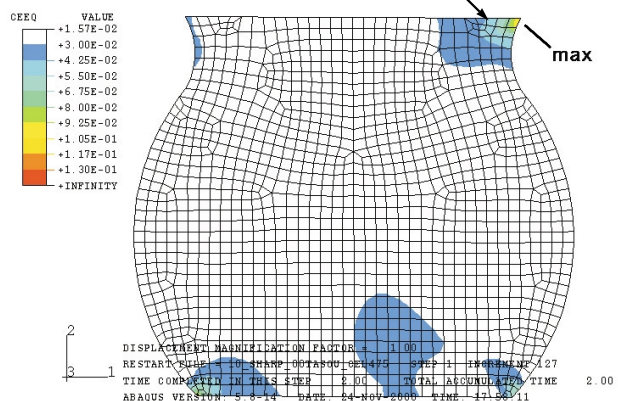 CEEQ VALUE
+1.57E-02
+3.00E-02
+4.25E-02
+5.50E-02
+6.75E-02
+8.00E-02
+9.25E-02
+1.05E-01
+1.17E-01
+1.30E-01
+INFINITY
max
2
3 1
DISPLACEMENT MAGNIFICATION FACTOR = 1.00
RESTART FILE = STEP 1 INCREMENT 127
TIME COMPLETED IN THIS STEP 2.00 TOTAL ACCUMULATED TIME 2.00
ABAQUS VERSION: 5.8-14 DATE: 24-NOV-2000 TIME: 17:56:11